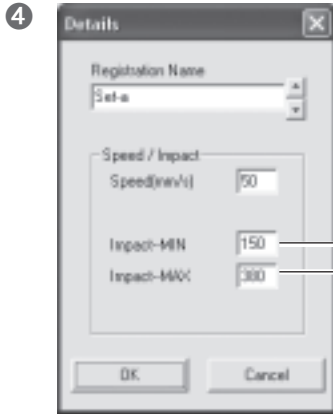 4
Details
Registration Name
Set-a
Speed / Impact
Speed(mm/s) 50
Impact-MIN 150
Impact-MAX 380
OK Cancel